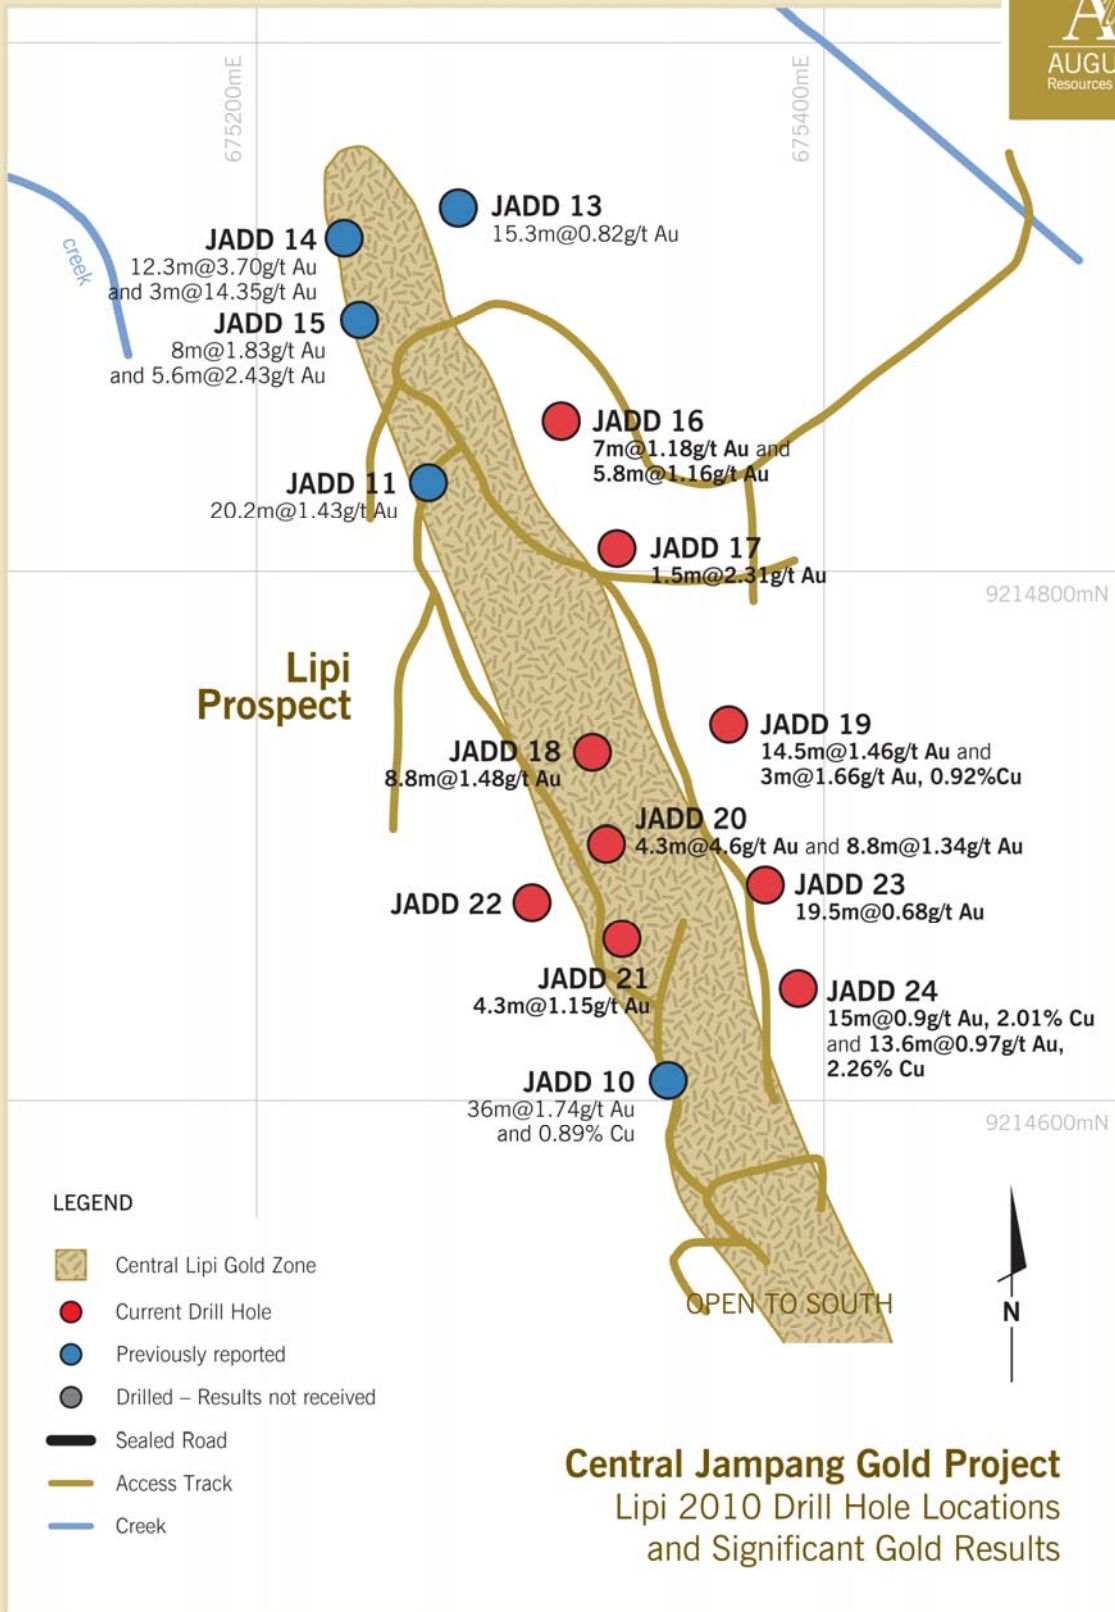 AUGU
Resources
675200mE
675400mE
creek
JADD 13
15.3m@0.82g/t Au
JADD 14
12.3m@3.70g/t Au
and 3m@14.35g/t Au
JADD 15
8m@1.83g/t Au
and 5.6m@2.43g/t Au
JADD 16
7m@1.18g/t Au and
5.8m@1.16g/t Au
JADD 11
20.2m@1.43g/t Au
JADD 17
1.5m@2.31g/t Au
9214800mN
Lipi
Prospect
JADD 18
8.8m@1.48g/t Au
JADD 19
14.5m@1.46g/t Au and
3m@1.66g/t Au, 0.92%Cu
JADD 20
4.3m@4.6g/t Au and 8.8m@1.34g/t Au
JADD 23
19.5m@0.68g/t Au
JADD 22
JADD 21
4.3m@1.15g/t Au
JADD 24
15m@0.9g/t Au, 2.01% Cu
and 13.6m@0.97g/t Au,
2.26% Cu
JADD 10
36m@1.74g/t Au
and 0.89% Cu
9214600mN
OPEN TO SOUTH
N
LEGEND
Central Lipi Gold Zone
Current Drill Hole
Previously reported
Drilled – Results not received
Sealed Road
Access Track
Creek
Central Jampang Gold Project
Lipi 2010 Drill Hole Locations
and Significant Gold Results